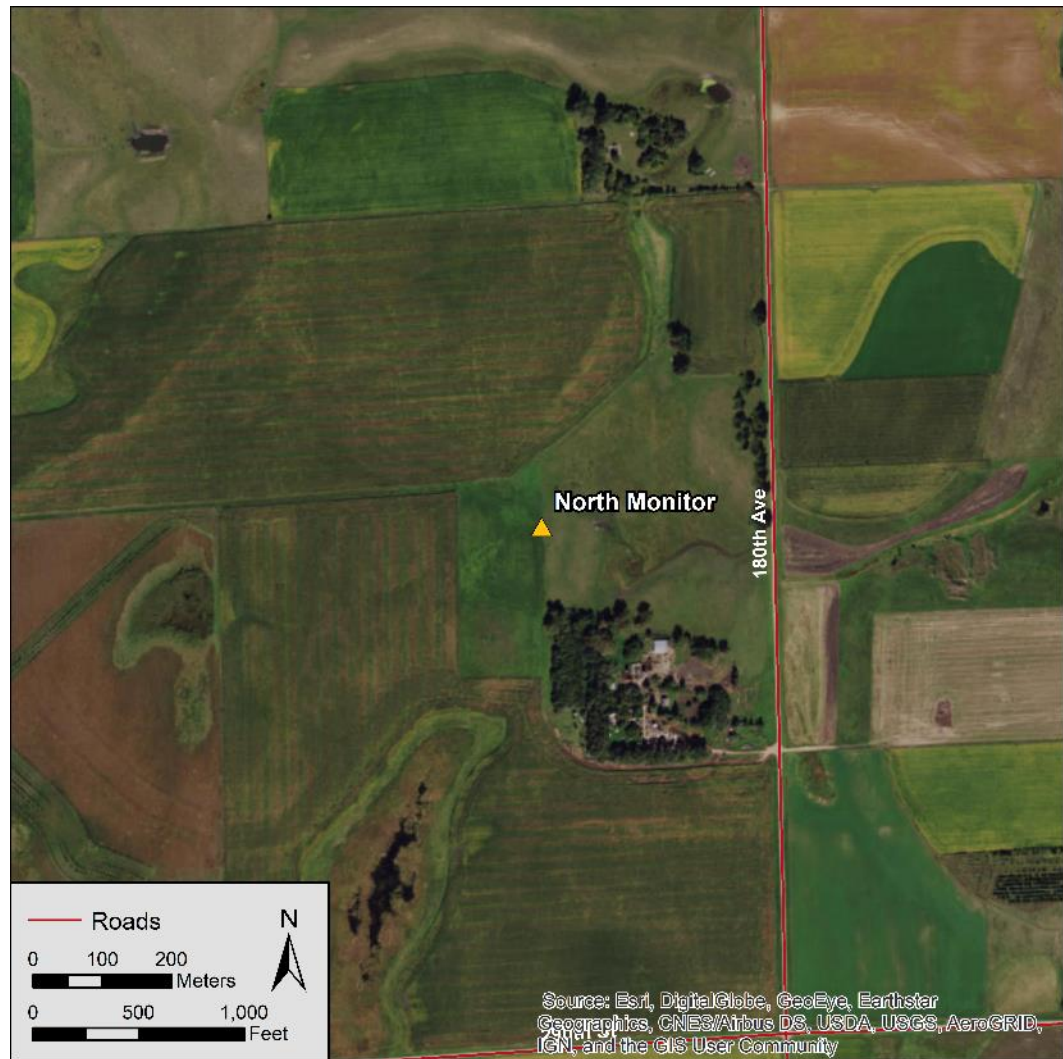 North Monitor
180th Ave
Roads
N
0 100 200
Meters
0 500 1,000
Feet
Source: Esri, DigitalGlobe, GeoEye, Earthstar
Geographics, CNES/Airbus DS, USDA, USGS, AeroGRID,
IGN, and the GIS User Community